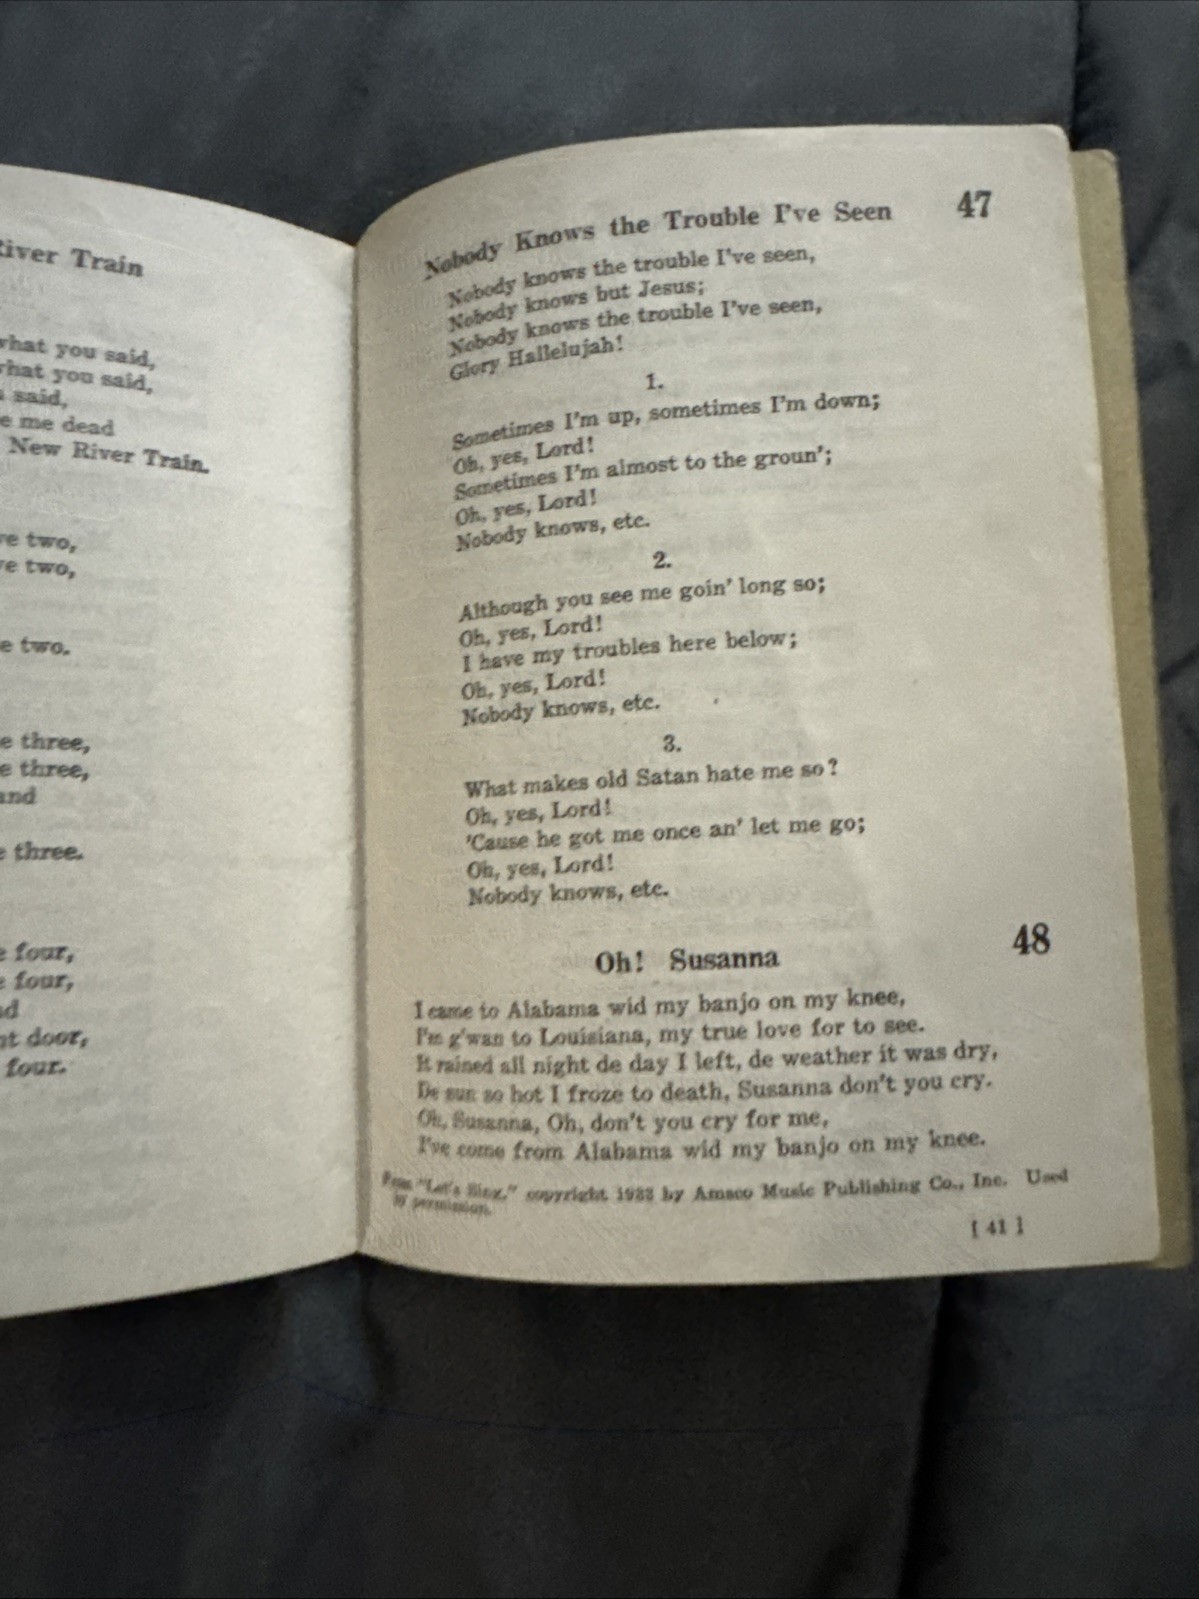 River Train
what you said,
what you said,
said,
me dead
New River Train.
two,
two,
two.
three,
three,
and
three.
four,
four,
door,
four.
Nobody Knows the Trouble I've Seen 47
Nobody knows the trouble I've seen,
Nobody knows but Jesus;
Nobody knows the trouble I've seen,
Glory Hallelujah!
1.
Sometimes I'm up, sometimes I'm down;
Oh, yes, Lord!
Sometimes I'm almost to the groun';
Oh, yes, Lord!
Nobody knows, etc.
2.
Although you see me goin' long so;
Oh, yes, Lord!
I have my troubles here below;
Oh, yes, Lord!
Nobody knows, etc.
3.
What makes old Satan hate me so?
Oh, yes, Lord!
'Cause he got me once an' let me go;
Oh, yes, Lord!
Nobody knows, etc.
Oh! Susanna 48
I came to Alabama wid my banjo on my knee,
I'm g'wan to Louisiana, my true love for to see.
It rained all night de day I left, de weather it was dry,
De sun so hot I froze to death, Susanna don't you cry.
Oh, Susanna, Oh, don't you cry for me,
I've come from Alabama wid my banjo on my knee.
From "Let's Sing," copyright 1933 by Amsco Music Publishing Co., Inc. Used
by permission.
[ 41 ]